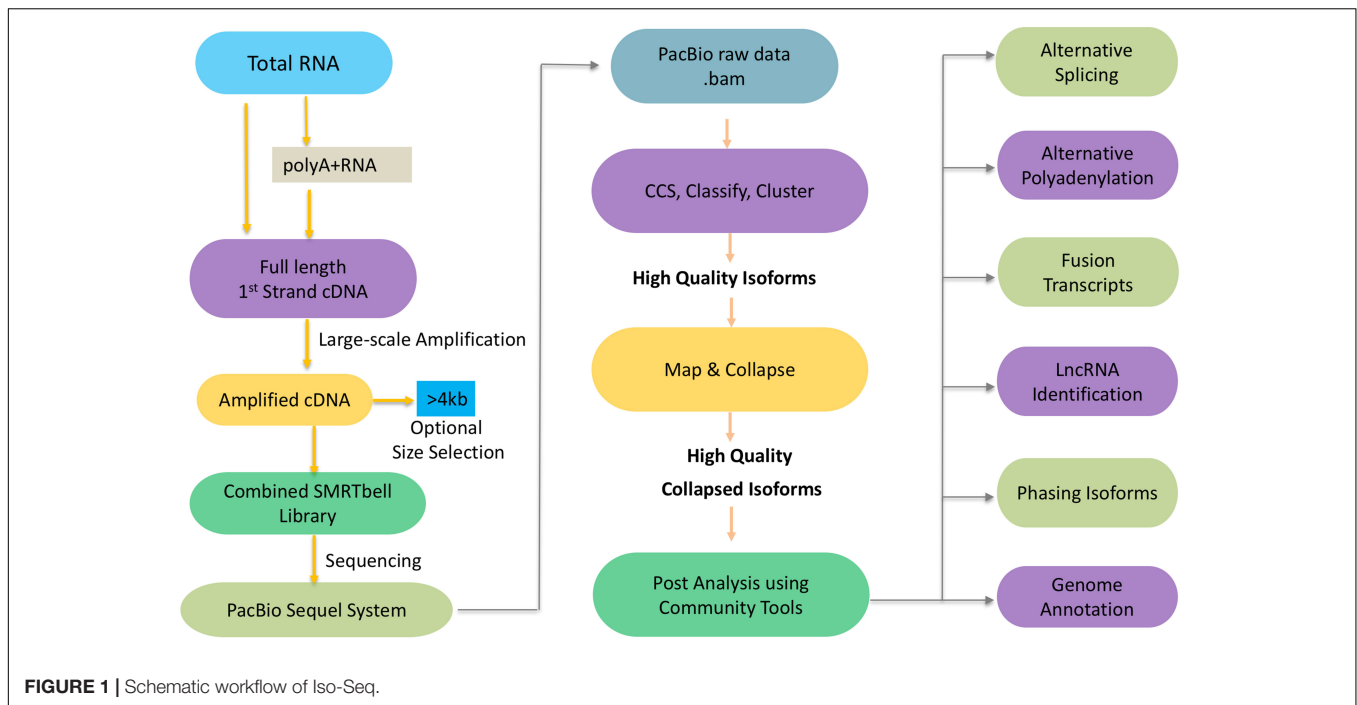 Total RNA
polyA+RNA
Full length
1st Strand cDNA
Large-scale Amplification
Amplified cDNA
>4kb
Optional
Size Selection
Combined SMRTbell
Library
Sequencing
PacBio Sequel System
PacBio raw data
.bam
CCS, Classify, Cluster
High Quality Isoforms
Map & Collapse
High Quality
Collapsed Isoforms
Post Analysis using
Community Tools
Alternative
Splicing
Alternative
Polyadenylation
Fusion
Transcripts
LncRNA
Identification
Phasing Isoforms
Genome
Annotation
FIGURE 1 | Schematic workflow of Iso-Seq.